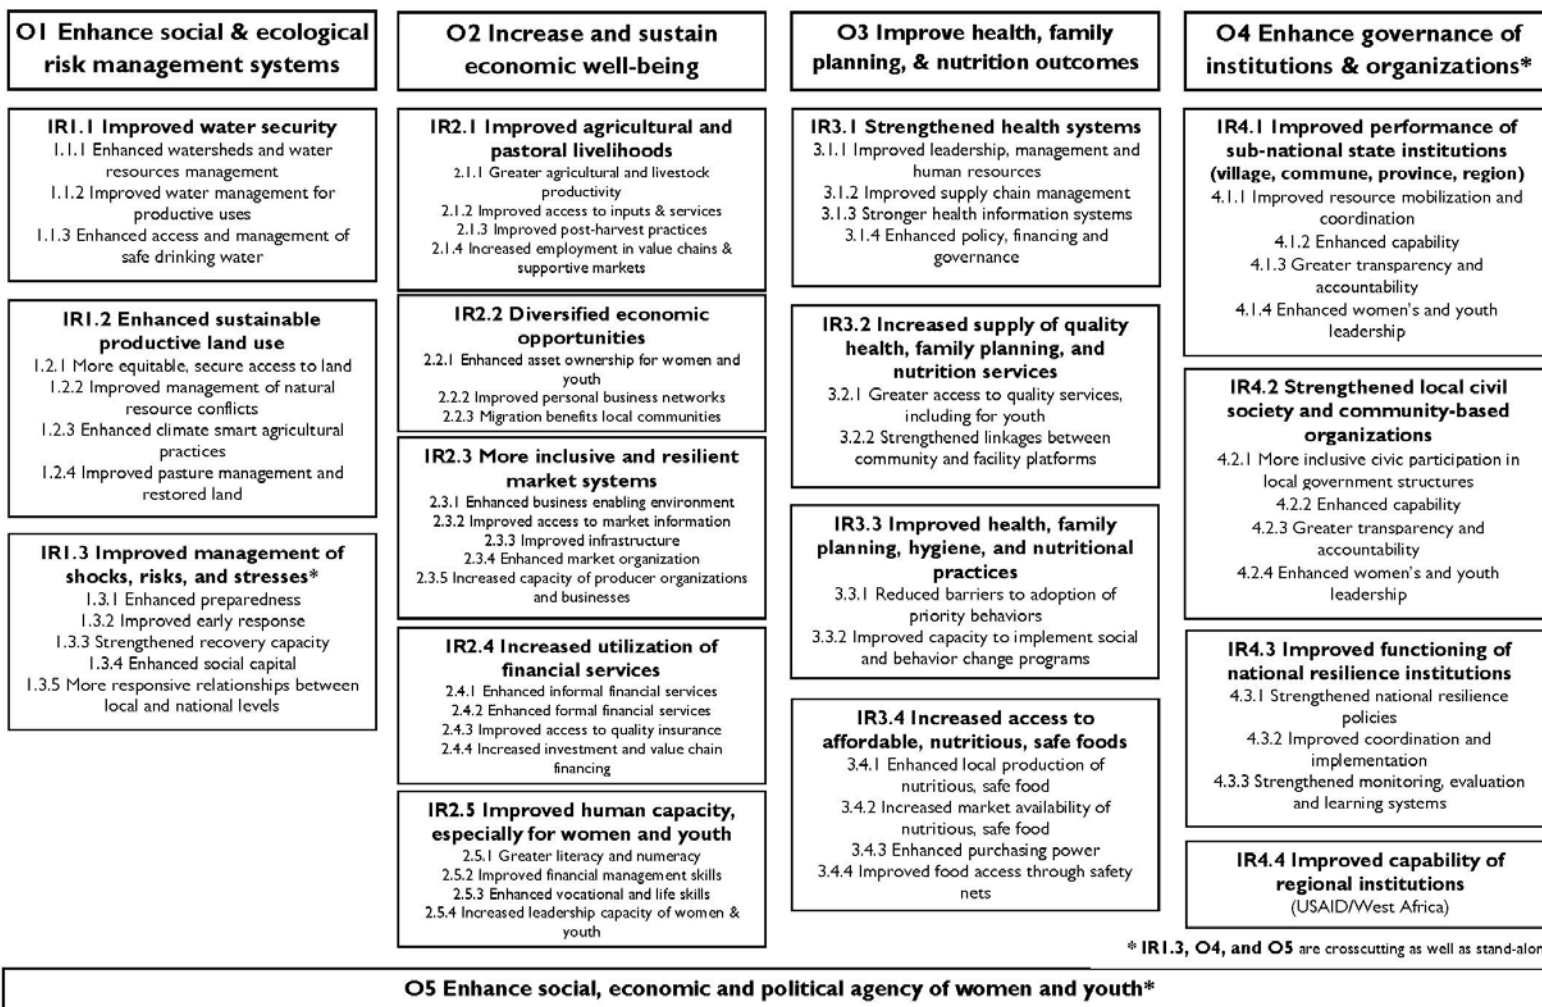 O1 Enhance social & ecological
risk management systems
IR1.1 Improved water security
1.1.1 Enhanced watersheds and water
resources management
1.1.2 Improved water management for
productive uses
1.1.3 Enhanced access and management of
safe drinking water
IR1.2 Enhanced sustainable
productive land use
1.2.1 More equitable, secure access to land
1.2.2 Improved management of natural
resource conflicts
1.2.3 Enhanced climate smart agricultural
practices
1.2.4 Improved pasture management and
restored land
IR1.3 Improved management of
shocks, risks, and stresses*
1.3.1 Enhanced preparedness
1.3.2 Improved early response
1.3.3 Strengthened recovery capacity
1.3.4 Enhanced social capital
1.3.5 More responsive relationships between
local and national levels
O2 Increase and sustain
economic well-being
IR2.1 Improved agricultural and
pastoral livelihoods
2.1.1 Greater agricultural and livestock
productivity
2.1.2 Improved access to inputs & services
2.1.3 Improved post-harvest practices
2.1.4 Increased employment in value chains &
supportive markets
IR2.2 Diversified economic
opportunities
2.2.1 Enhanced asset ownership for women and
youth
2.2.2 Improved personal business networks
2.2.3 Migration benefits local communities
IR2.3 More inclusive and resilient
market systems
2.3.1 Enhanced business enabling environment
2.3.2 Improved access to market information
2.3.3 Improved infrastructure
2.3.4 Enhanced market organization
2.3.5 Increased capacity of producer organizations
and businesses
IR2.4 Increased utilization of
financial services
2.4.1 Enhanced informal financial services
2.4.2 Enhanced formal financial services
2.4.3 Improved access to quality insurance
2.4.4 Increased investment and value chain
financing
IR2.5 Improved human capacity,
especially for women and youth
2.5.1 Greater literacy and numeracy
2.5.2 Improved financial management skills
2.5.3 Enhanced vocational and life skills
2.5.4 Increased leadership capacity of women &
youth
O3 Improve health, family
planning, & nutrition outcomes
IR3.1 Strengthened health systems
3.1.1 Improved leadership, management and
human resources
3.1.2 Improved supply chain management
3.1.3 Stronger health information systems
3.1.4 Enhanced policy, financing and
governance
IR3.2 Increased supply of quality
health, family planning, and
nutrition services
3.2.1 Greater access to quality services,
including for youth
3.2.2 Strengthened linkages between
community and facility platforms
IR3.3 Improved health, family
planning, hygiene, and nutritional
practices
3.3.1 Reduced barriers to adoption of
priority behaviors
3.3.2 Improved capacity to implement social
and behavior change programs
IR3.4 Increased access to
affordable, nutritious, safe foods
3.4.1 Enhanced local production of
nutritious, safe food
3.4.2 Increased market availability of
nutritious, safe food
3.4.3 Enhanced purchasing power
3.4.4 Improved food access through safety
nets
O4 Enhance governance of
institutions & organizations*
IR4.1 Improved performance of
sub-national state institutions
(village, commune, province, region)
4.1.1 Improved resource mobilization and
coordination
4.1.2 Enhanced capability
4.1.3 Greater transparency and
accountability
4.1.4 Enhanced women's and youth
leadership
IR4.2 Strengthened local civil
society and community-based
organizations
4.2.1 More inclusive civic participation in
local government structures
4.2.2 Enhanced capability
4.2.3 Greater transparency and
accountability
4.2.4 Enhanced women's and youth
leadership
IR4.3 Improved functioning of
national resilience institutions
4.3.1 Strengthened national resilience
policies
4.3.2 Improved coordination and
implementation
4.3.3 Strengthened monitoring, evaluation
and learning systems
IR4.4 Improved capability of
regional institutions
(USAID/West Africa)
* IR1.3, O4, and O5 are crosscutting as well as stand-alon
O5 Enhance social, economic and political agency of women and youth*